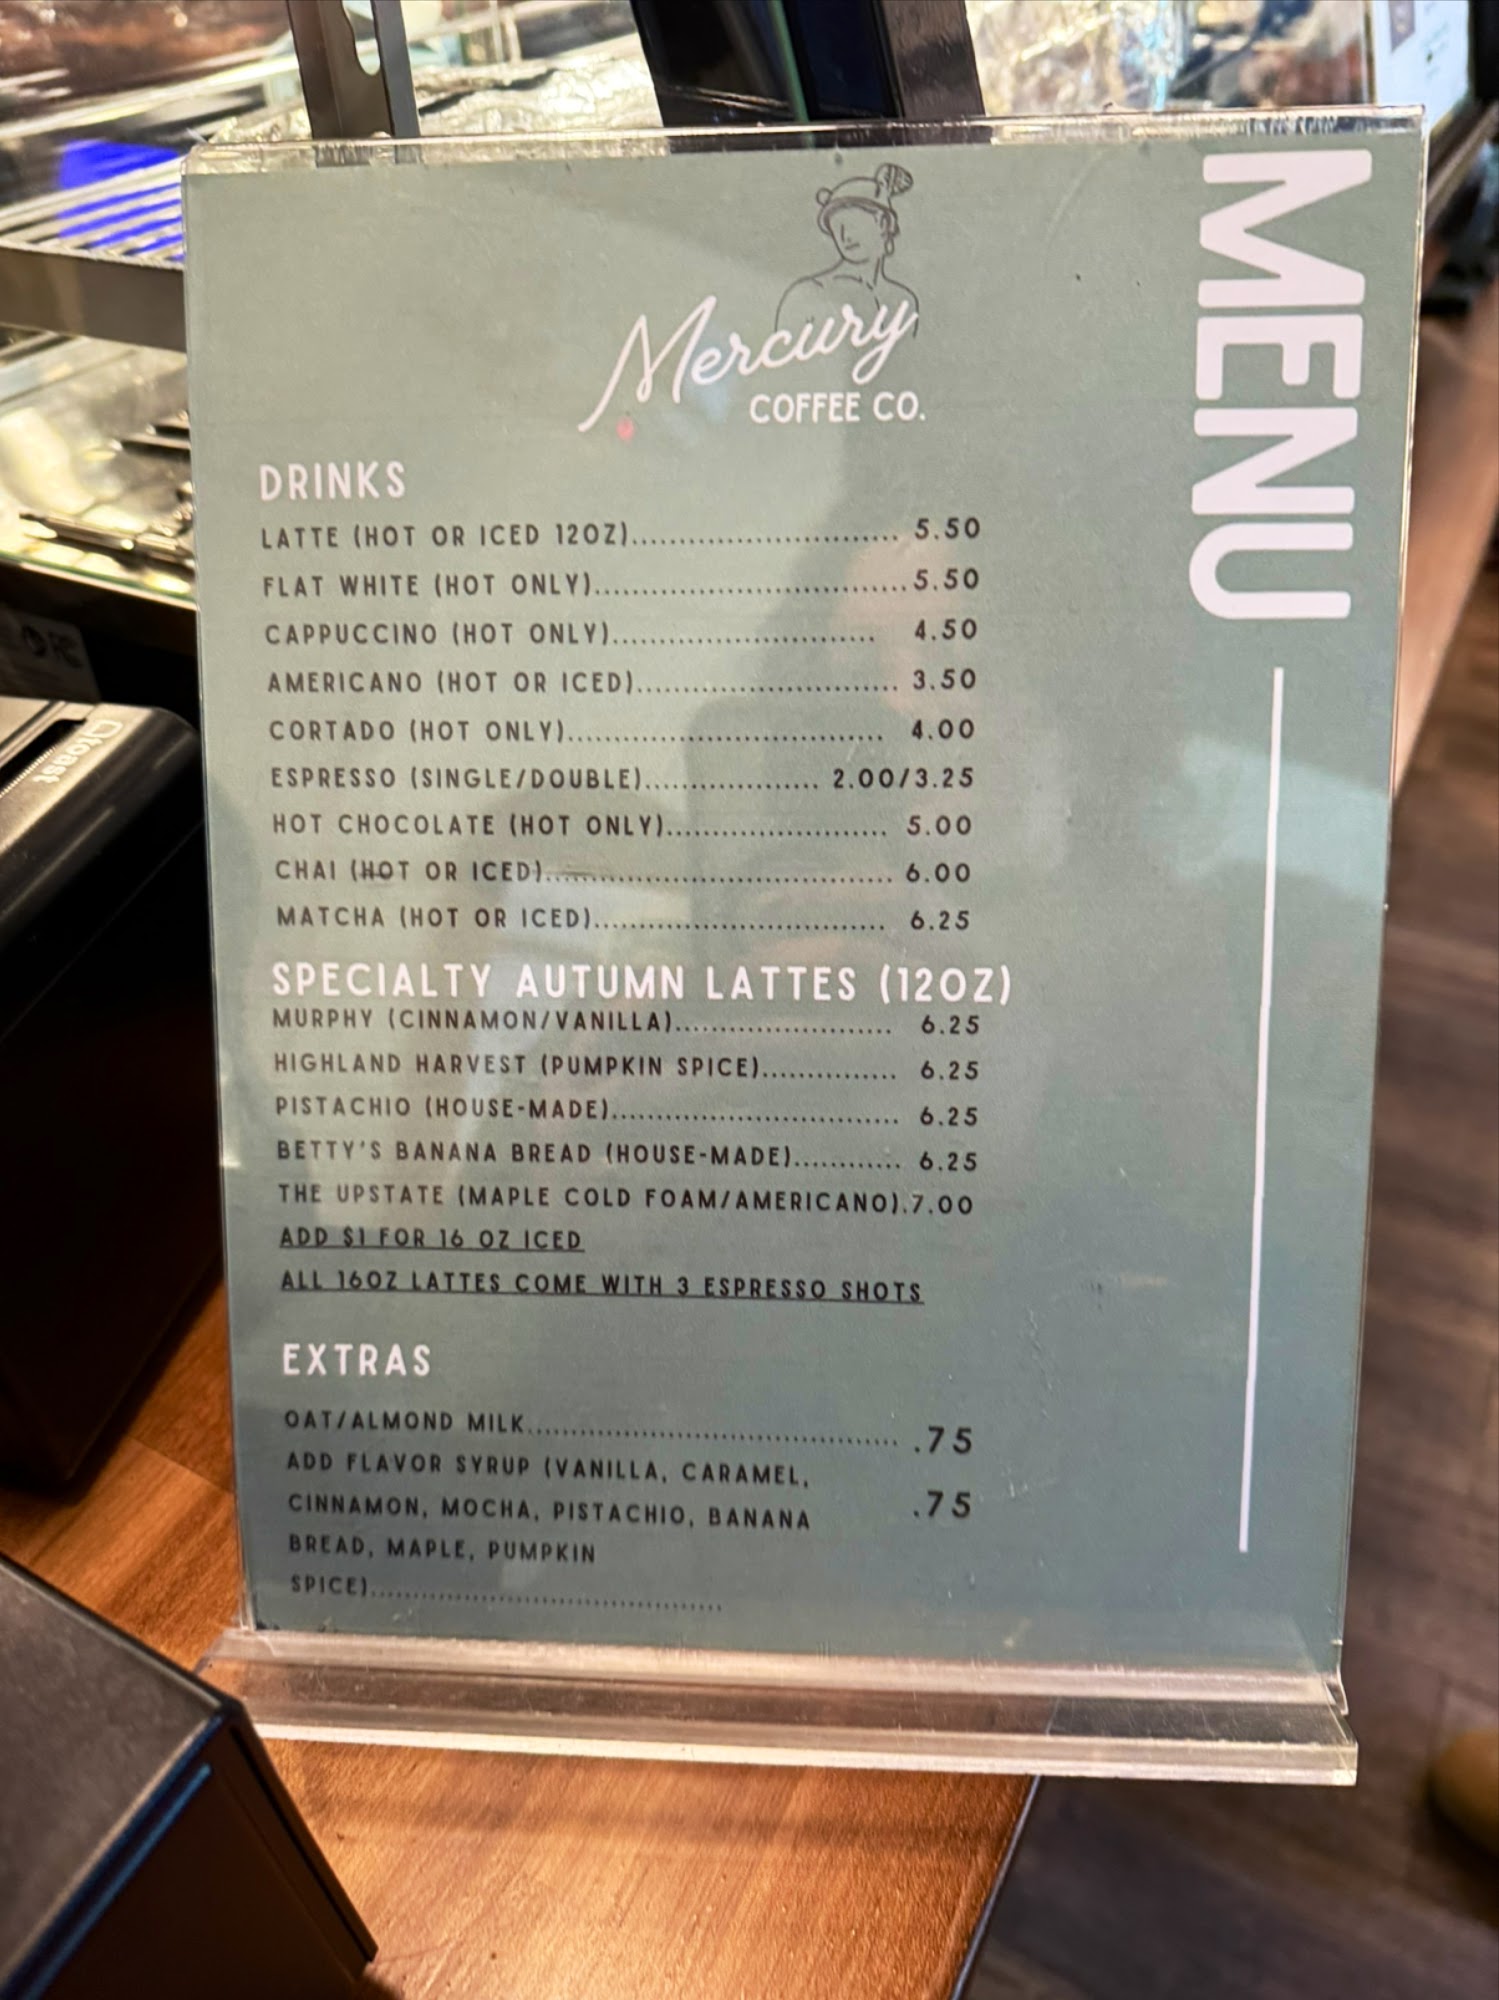 MENU
Mercury
COFFEE CO.
DRINKS
LATTE (HOT OR ICED 12OZ)............................ 5.50
FLAT WHITE (HOT ONLY)................................. 5.50
CAPPUCCINO (HOT ONLY)............................ 4.50
AMERICANO (HOT OR ICED)........................... 3.50
CORTADO (HOT ONLY)................................. 4.00
ESPRESSO (SINGLE/DOUBLE).................. 2.00/3.25
HOT CHOCOLATE (HOT ONLY)....................... 5.00
CHAI (HOT OR ICED)..................................... 6.00
MATCHA (HOT OR ICED)............................... 6.25
SPECIALTY AUTUMN LATTES (12OZ)
MURPHY (CINNAMON/VANILLA)....................... 6.25
HIGHLAND HARVEST (PUMPKIN SPICE)............... 6.25
PISTACHIO (HOUSE-MADE)............................... 6.25
BETTY'S BANANA BREAD (HOUSE-MADE)............ 6.25
THE UPSTATE (MAPLE COLD FOAM/AMERICANO).7.00
ADD $1 FOR 16 OZ ICED
ALL 16OZ LATTES COME WITH 3 ESPRESSO SHOTS
EXTRAS
OAT/ALMOND MILK......................................... .75
ADD FLAVOR SYRUP (VANILLA, CARAMEL,
CINNAMON, MOCHA, PISTACHIO, BANANA .75
BREAD, MAPLE, PUMPKIN
SPICE).........................................
toast